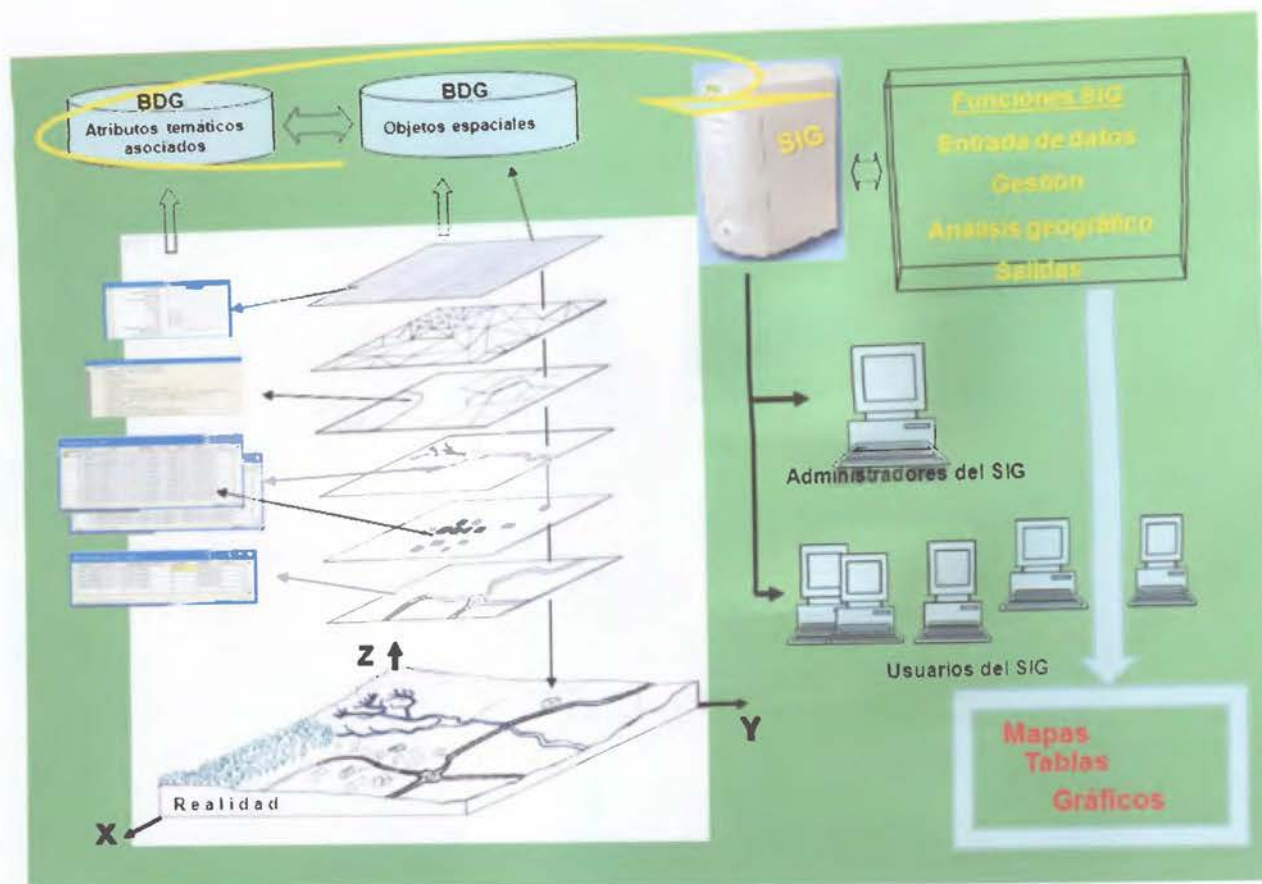 BDG
Atributos temáticos
asociados
BDG
Objetos espaciales
SIG
Funciones SIG
Entrada de datos
Gestión
Análisis geográfico
Salidas
Administradores del SIG
Usuarios del SIG
Z
Y
X
Realidad
Mapas
Tablas
Gráficos